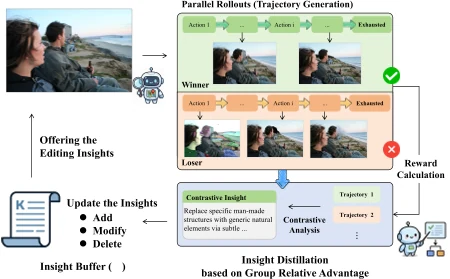 Parallel Rollouts (Trajectory Generation)
Action 1
...
Action i
...
Exhausted
Winner
Action 1
...
Action i
...
Exhausted
Loser
Offering the
Editing Insights
Reward
Calculation
K
Update the Insights
● Add
● Modify
● Delete
Insight Buffer ( )
Contrastive Insight
Replace specific man-made
structures with generic natural
elements via subtle ...
Contrastive
Analysis
Trajectory 1
Trajectory 2
⋮
Insight Distillation
based on Group Relative Advantage